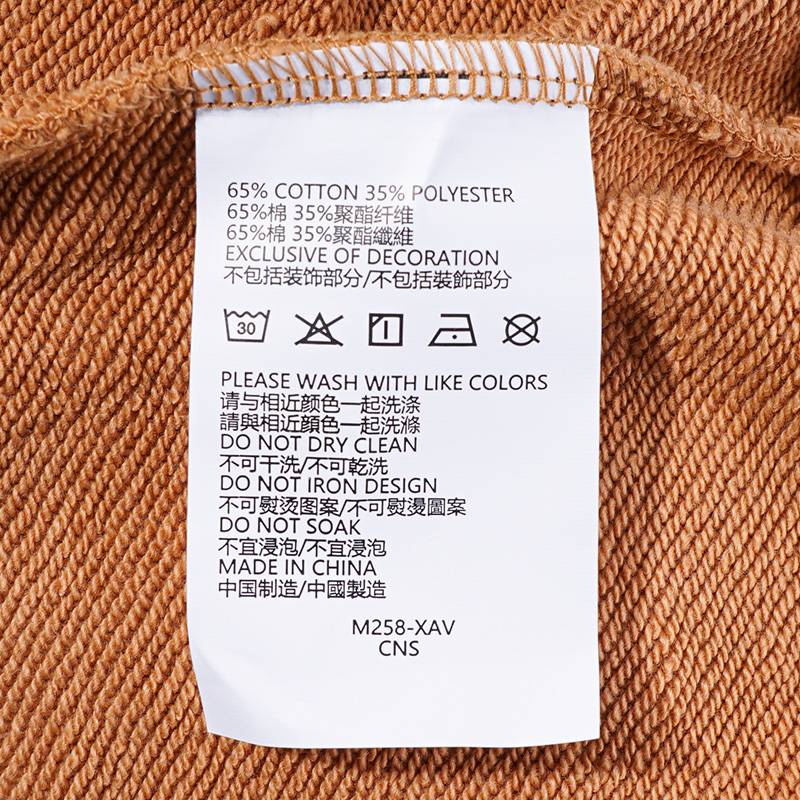 65% COTTON 35% POLYESTER
65%棉 35%聚酯纤维
65%棉 35%聚酯纖維
EXCLUSIVE OF DECORATION
不包括装饰部分/不包括裝飾部分
30
PLEASE WASH WITH LIKE COLORS
请与相近颜色一起洗涤
請與相近顏色一起洗滌
DO NOT DRY CLEAN
不可干洗/不可乾洗
DO NOT IRON DESIGN
不可熨烫图案/不可熨燙圖案
DO NOT SOAK
不宜浸泡/不宜浸泡
MADE IN CHINA
中国制造/中國製造
M258-XAV
CNS